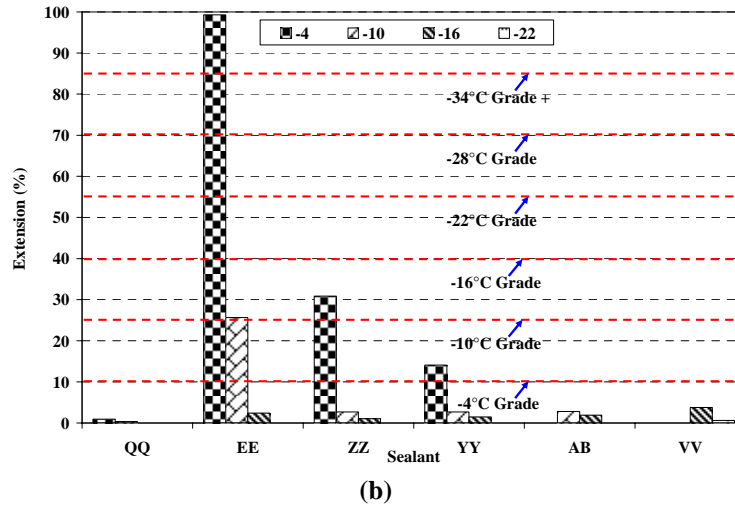 100
90
80
70
60
50
40
30
20
10
0
Extension (%)
-4 -10 -16 -22
-34°C Grade +
-28°C Grade
-22°C Grade
-16°C Grade
-10°C Grade
-4°C Grade
QQ EE ZZ YY AB VV
Sealant
(b)